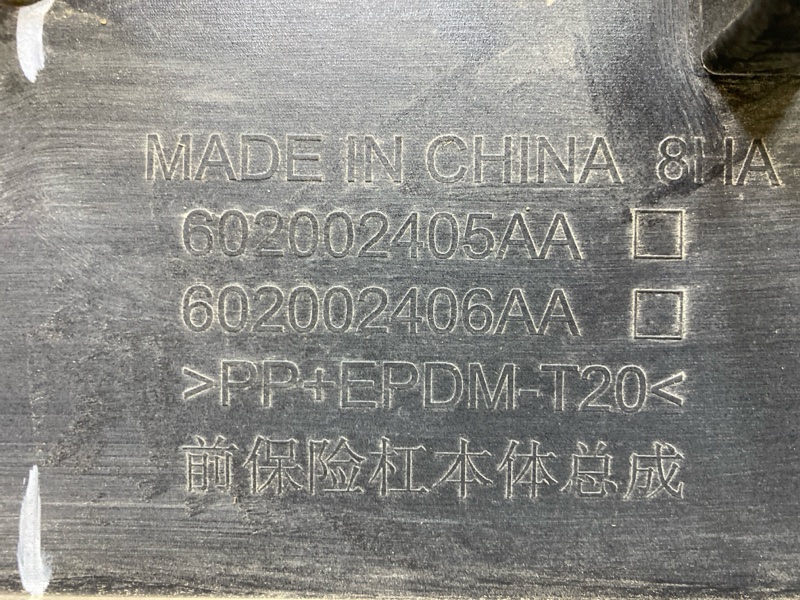 MADE IN CHINA 8HA
602002405AA □
602002406AA □
>PP+EPDM-T20<
前保险杠本体总成